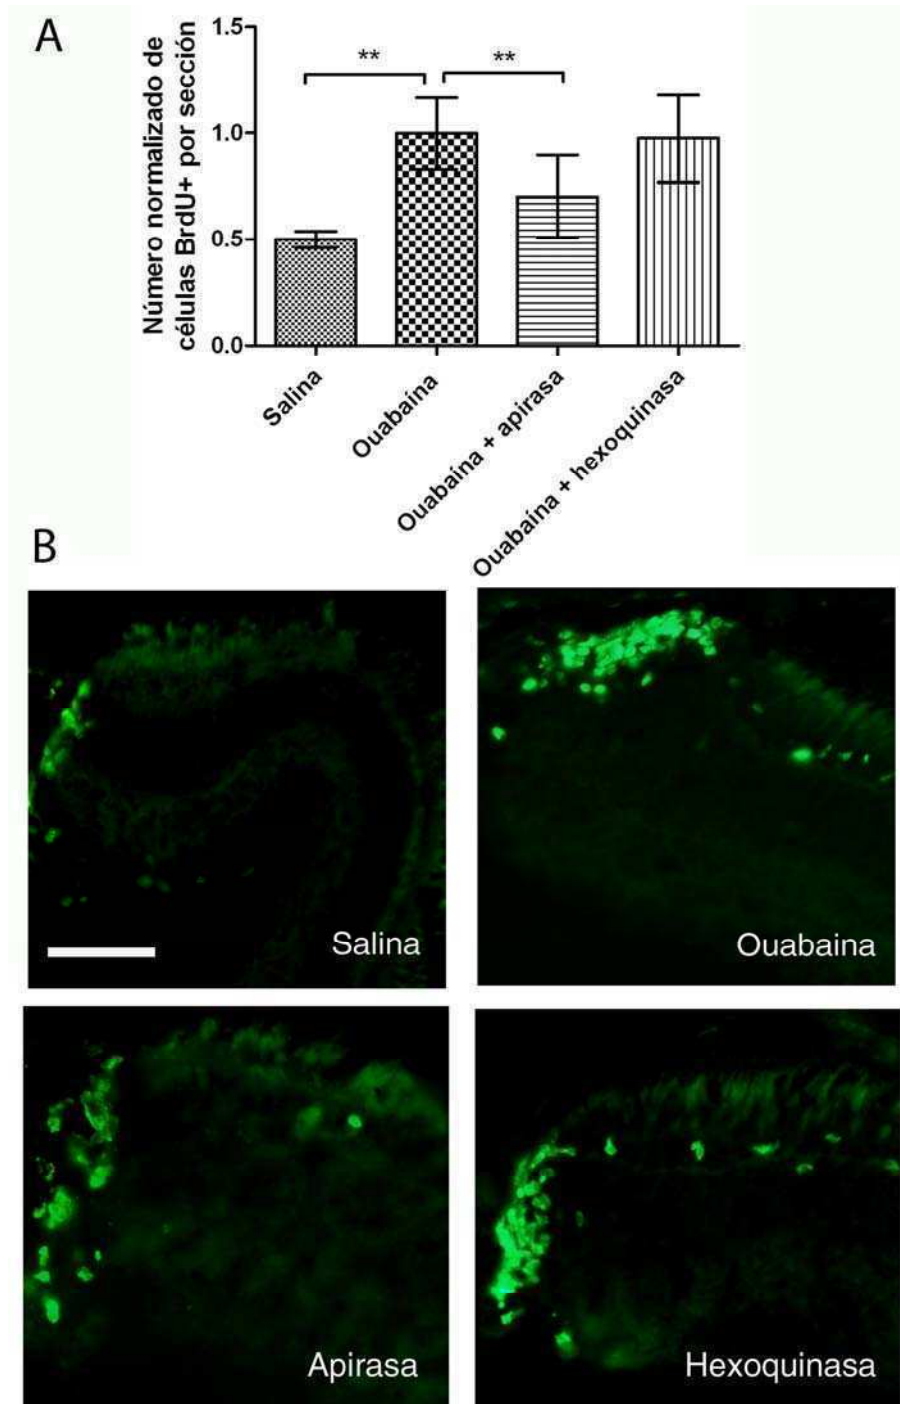 A
Número normalizado de
células BrdU+ por sección
1.5
1.0
0.5
0.0
**
**
Salina
Ouabaína
Ouabaína + apirasa
Ouabaína + hexoquinasa
B
Salina
Ouabaina
Apirasa
Hexoquinasa